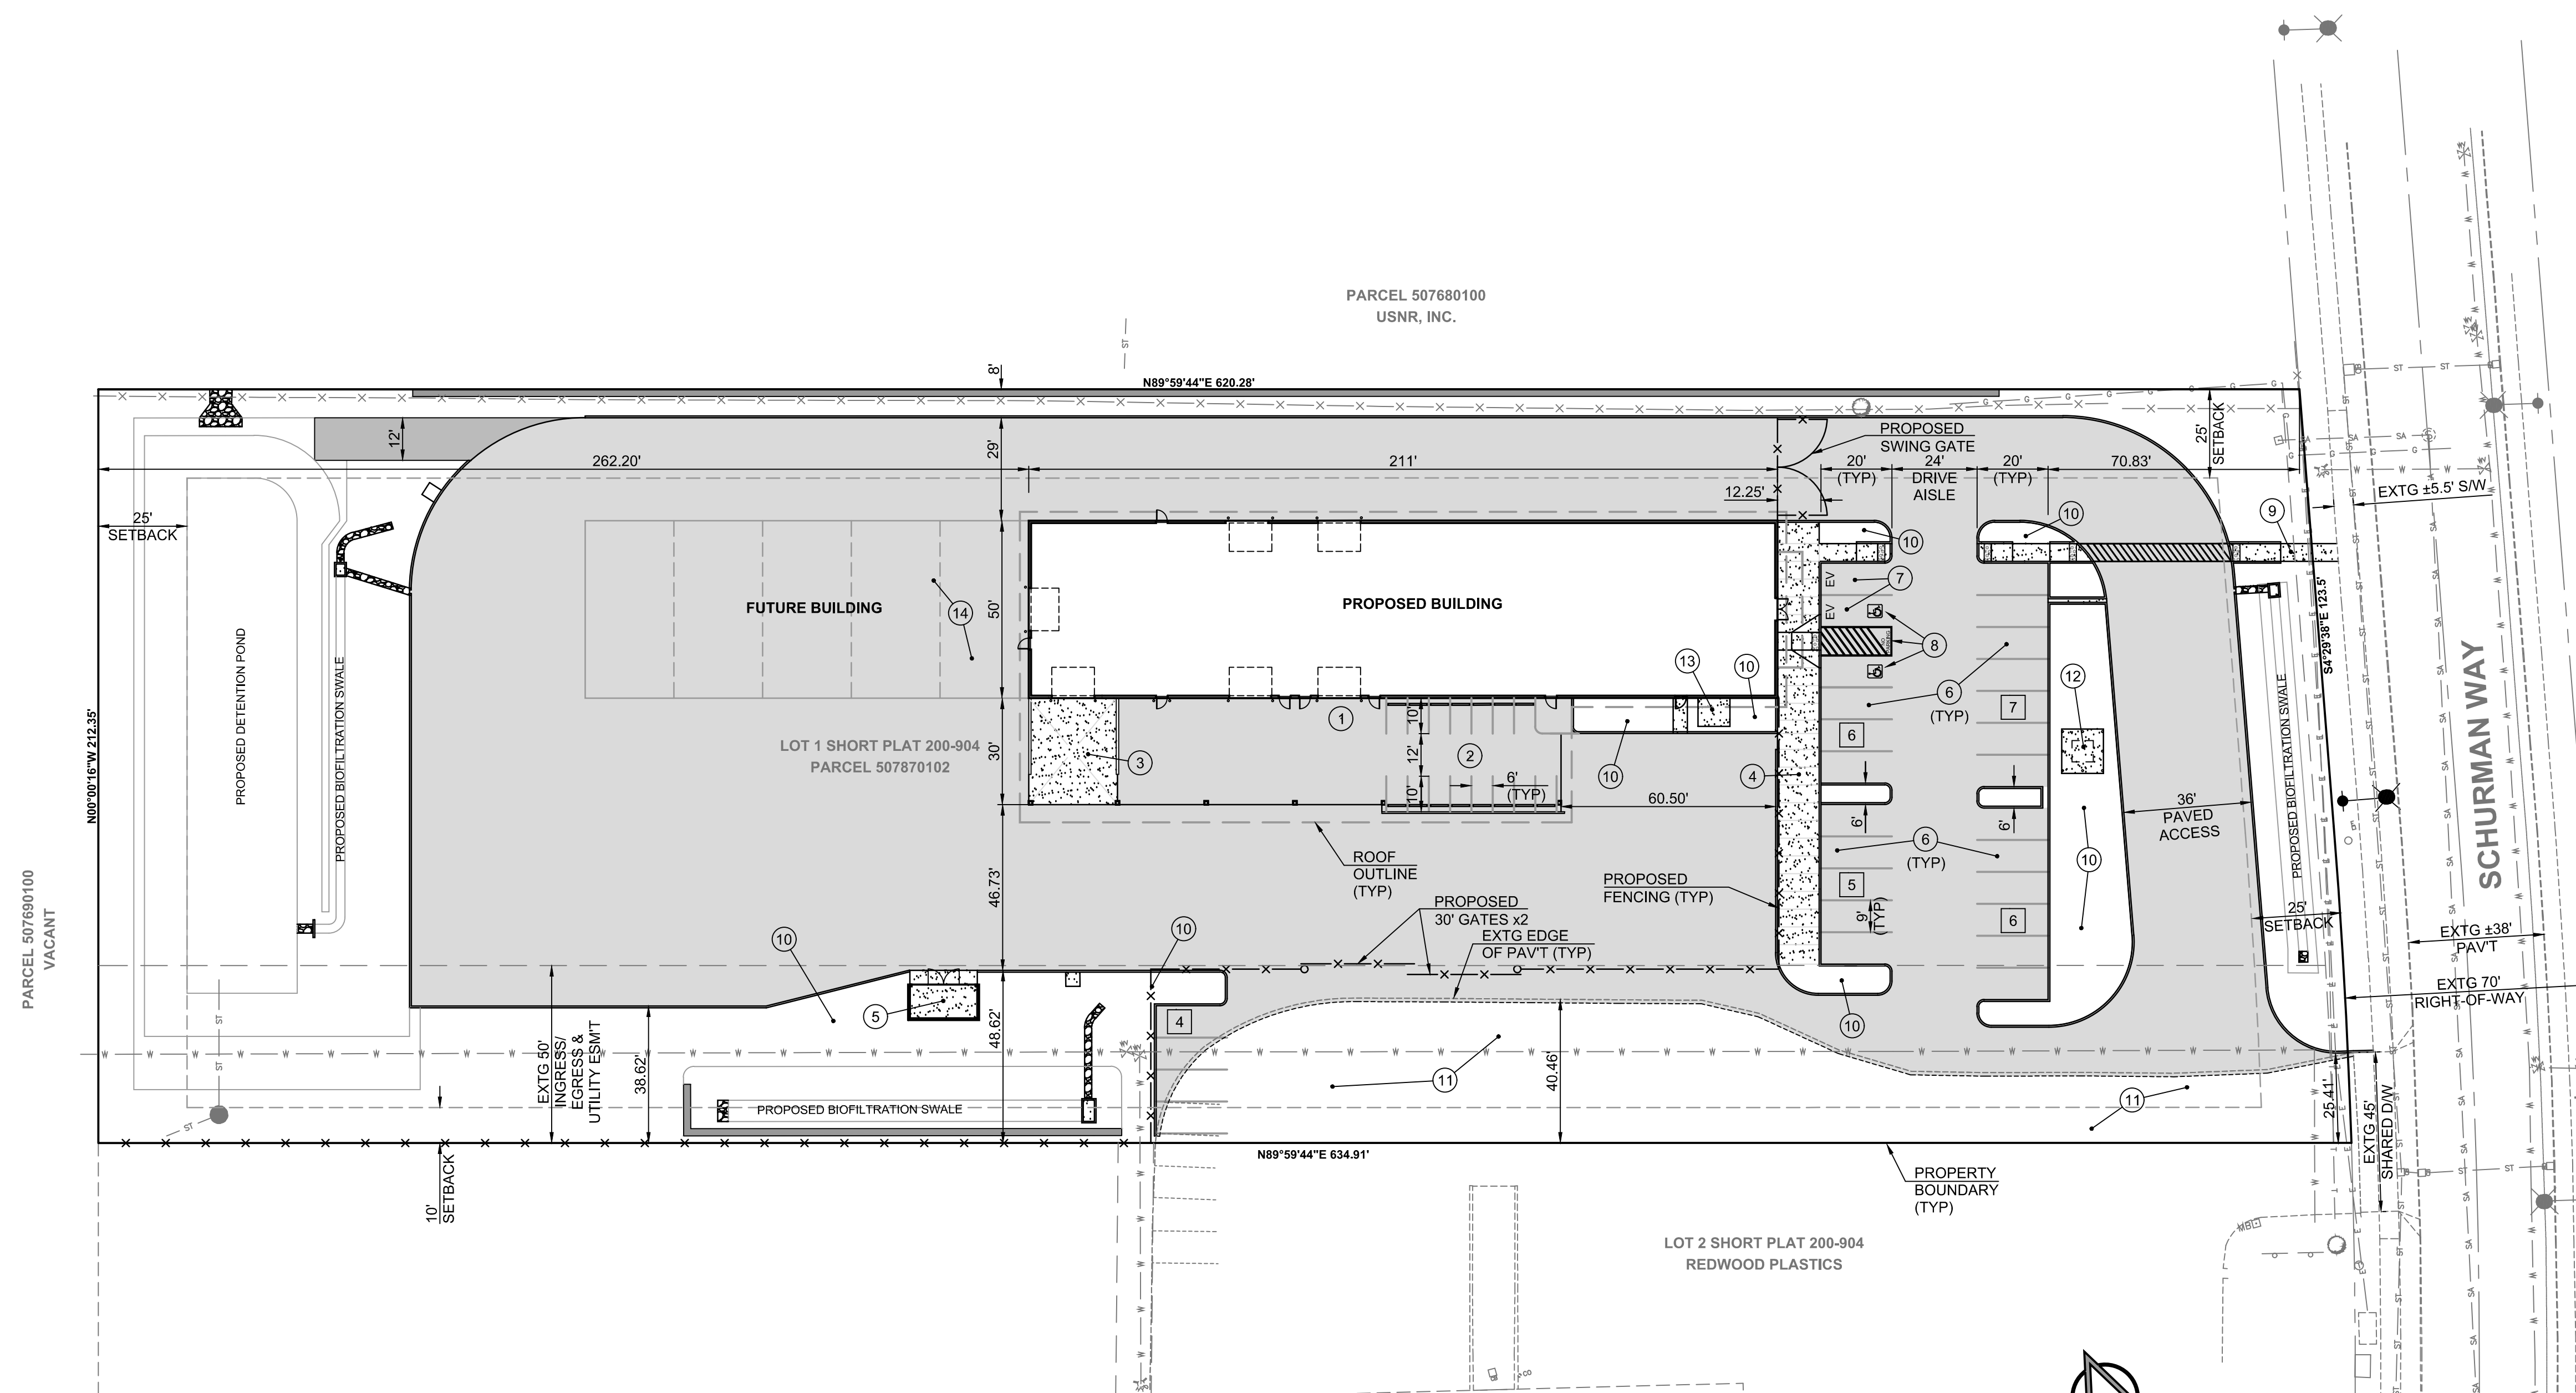 PARCEL 507680100
USNR, INC.
ST
N89°59'44"E 620.28'
8'
12'
262.20'
29'
211'
PROPOSED
SWING GATE
20'
(TYP)
24'
DRIVE
AISLE
20'
(TYP)
70.83'
25'
SETBACK
12.25'
EXTG ±5.5' S/W
25'
SETBACK
9
10
10
EV
EV
7
8
FUTURE BUILDING
14
50'
PROPOSED BUILDING
6
(TYP)
12
13
10
7
6
PROPOSED DETENTION POND
PROPOSED BIOFILTRATION SWALE
S4°29'38"E 123.5'
SCHURMAN WAY
N00°00'16"W 212.35'
LOT 1 SHORT PLAT 200-904
PARCEL 507870102
30'
3
1
10'
12'
10'
2
6'
(TYP)
10
4
60.50'
6'
6'
36'
PAVED
ACCESS
PROPOSED BIOFILTRATION SWALE
PARCEL 507690100
VACANT
46.73'
ROOF
OUTLINE
(TYP)
PROPOSED
FENCING (TYP)
6
(TYP)
5
9'
(TYP)
6
10
25'
SETBACK
PROPOSED
30' GATES x2
EXTG EDGE
OF PAV'T (TYP)
10
10
EXTG ±38'
PAV'T
EXTG 70'
RIGHT-OF-WAY
5
4
10
EXTG 50'
INGRESS/
EGRESS &
UTILITY ESM'T
38.62'
48.62'
40.46'
11
11
25.41'
EXTG 45'
SHARED D/W
PROPOSED BIOFILTRATION SWALE
10'
SETBACK
N89°59'44"E 634.91'
PROPERTY
BOUNDARY
(TYP)
LOT 2 SHORT PLAT 200-904
REDWOOD PLASTICS
MB
CO